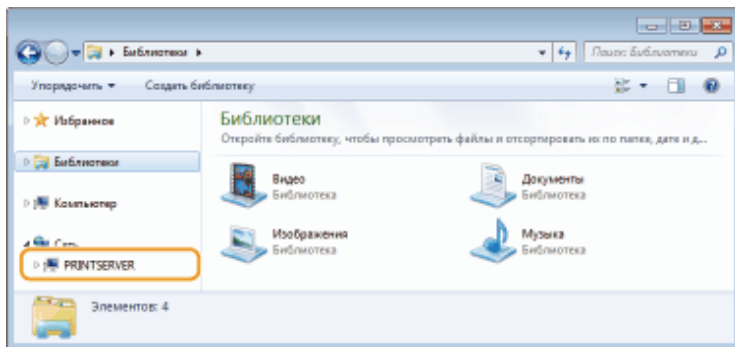 Библиотеки
Поиск: Библиотеки
Упорядочить
Создать библиотеку
Избранное
Библиотеки
Компьютер
Сеть
PRINTSERVER
Библиотеки
Откройте библиотеку, чтобы просмотреть файлы и отсортировать их по папке, дате и д...
Видео
Библиотека
Документы
Библиотека
Изображения
Библиотека
Музыка
Библиотека
Элементов: 4